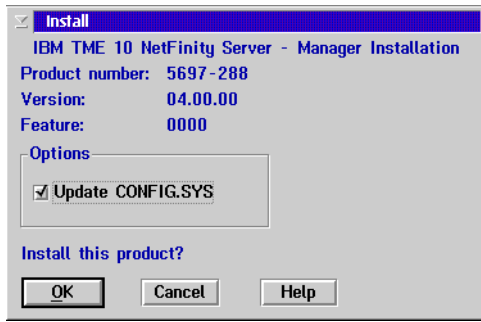 Install
IBM TME 10 NetFinity Server - Manager Installation
Product number: 5697-288
Version: 04.00.00
Feature: 0000
Options
Update CONFIG.SYS
Install this product?
OK Cancel Help